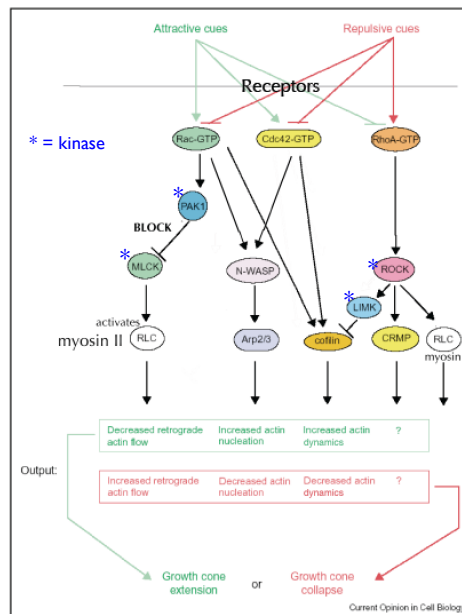 Attractive cues Repulsive cues
Receptors
Rac-GTP Cdc42-GTP RhoA-GTP
* = kinase
* PAK1
BLOCK
* MLCK N-WASP * ROCK
* LIMK
activates
myosin II RLC Arp2/3 cofilin CRMP RLC
myosin
Decreased retrograde Increased actin Increased actin ?
actin flow nucleation dynamics
Output:
Increased retrograde Decreased actin Decreased actin ?
actin flow nucleation dynamics
Growth cone or Growth cone
extension collapse
Current Opinion in Cell Biology